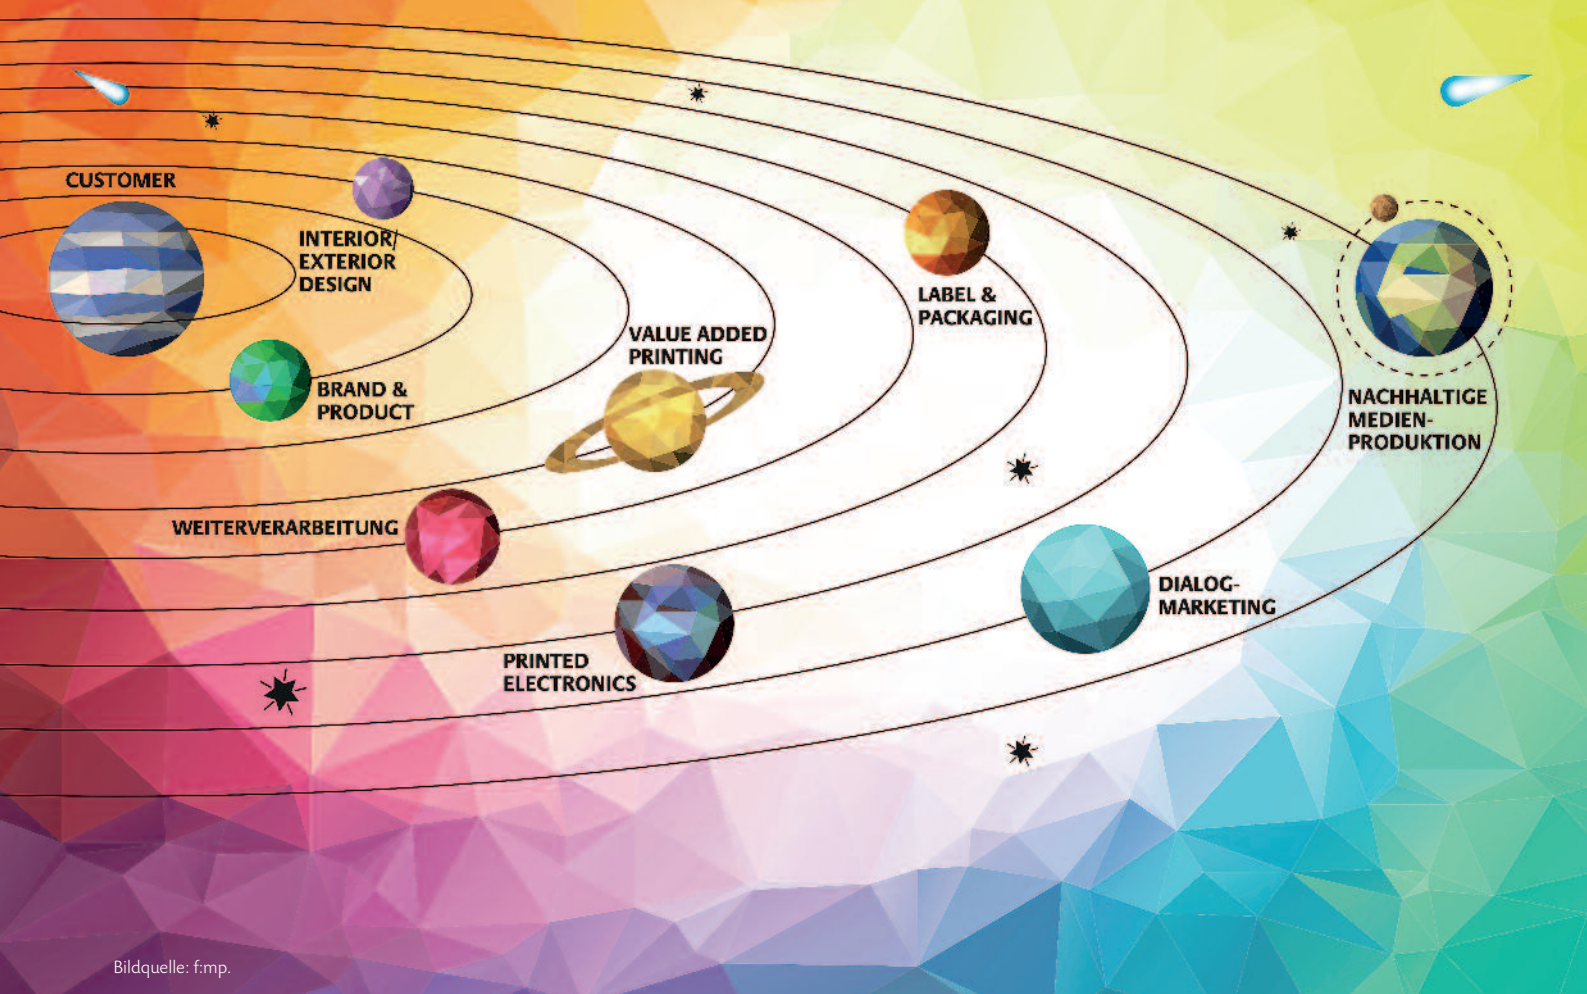 CUSTOMER
INTERIOR/
EXTERIOR
DESIGN
BRAND &
PRODUCT
VALUE ADDED
PRINTING
LABEL &
PACKAGING
NACHHALTIGE
MEDIEN-
PRODUKTION
WEITERVERARBEITUNG
PRINTED
ELECTRONICS
DIALOG-
MARKETING
Bildquelle: f:mp.